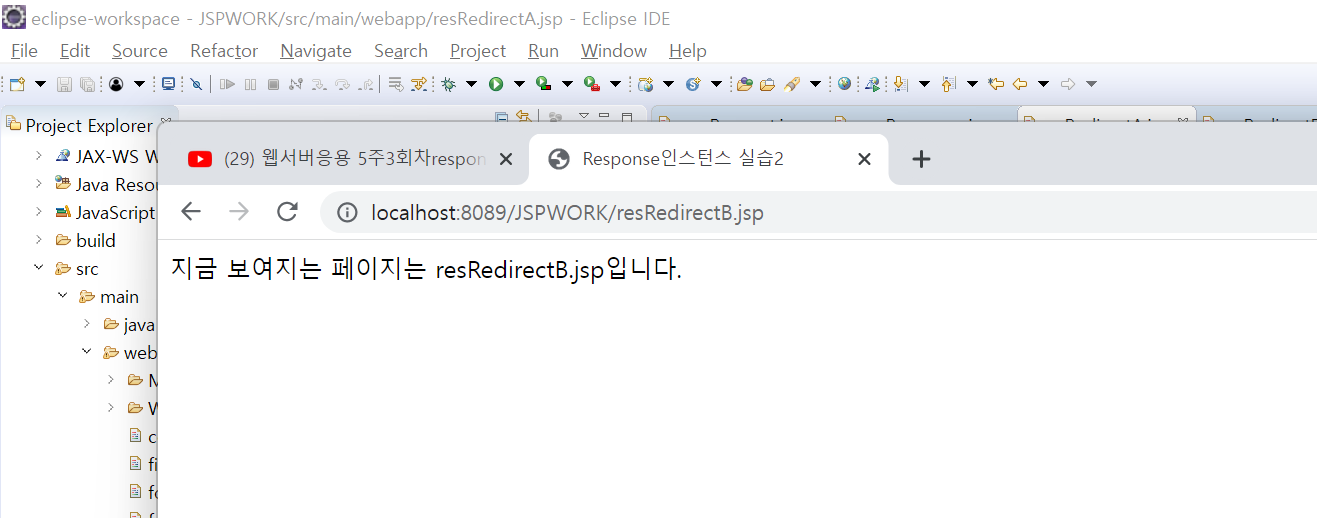 eclipse-workspace - JSPWORK/src/main/webapp/resRedirectA.jsp - Eclipse IDE
File Edit Source Refactor Navigate Search Project Run Window Help
Project Explorer
JAX-WS W
Java Resou
JavaScript
build
src
main
java
web
(29) 웹서버응용 5주3회차respon
Response인스턴스 실습2
localhost:8089/JSPWORK/resRedirectB.jsp
지금 보여지는 페이지는 resRedirectB.jsp입니다.